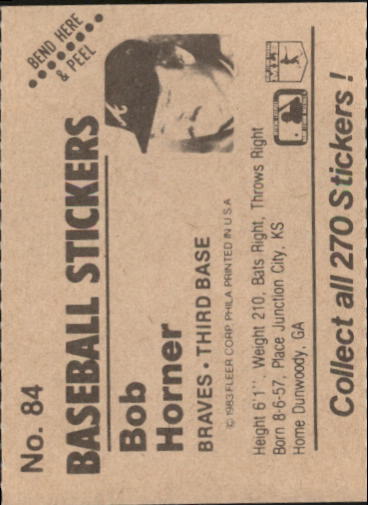 BEND HERE
& PEEL
No. 84
BASEBALL STICKERS
Bob
Horner
BRAVES • THIRD BASE
© 1983 FLEER CORP. PHILA. PRINTED IN U.S.A.
Height 6'1". Weight 210, Bats Right, Throws Right
Born 8-6-57, Place Junction City, KS
Home Dunwoody, GA
Collect all 270 Stickers !